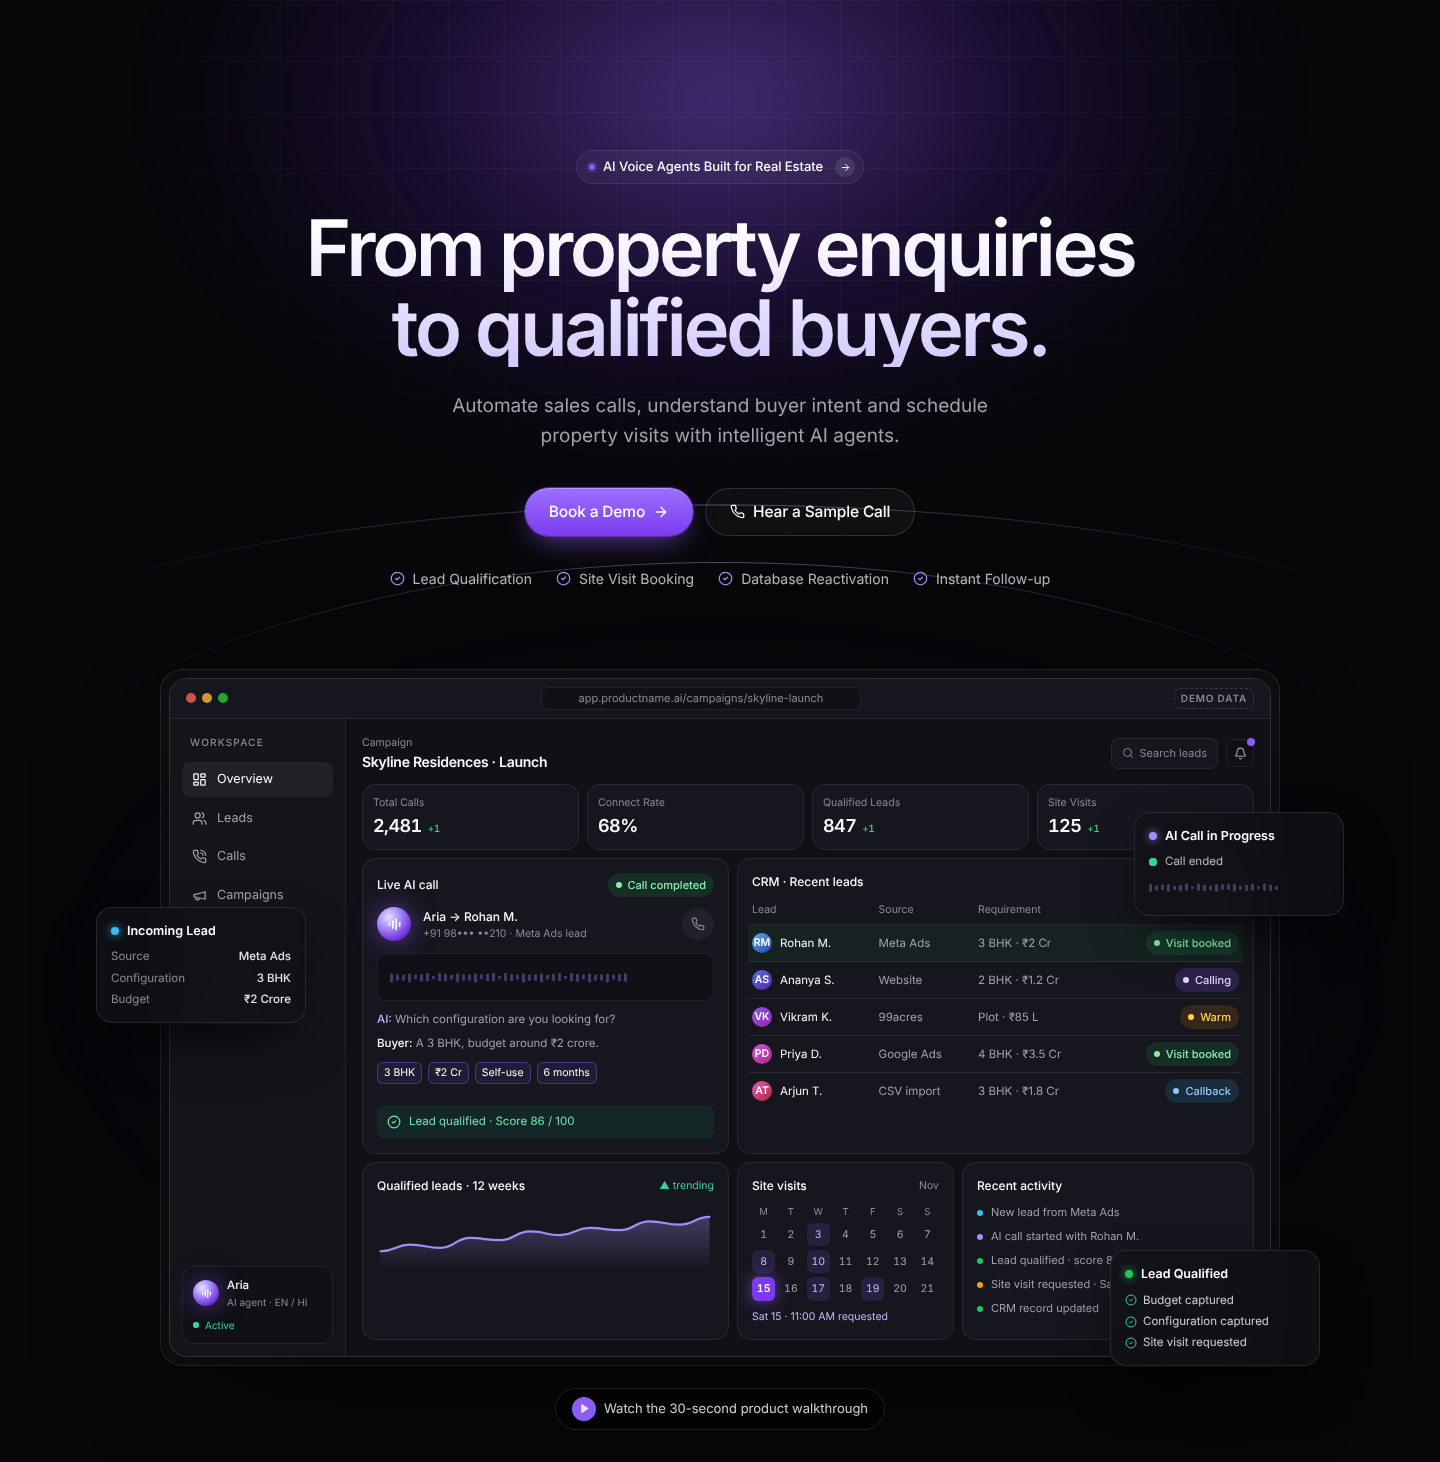 AI Voice Agents Built for Real Estate
From property enquiries
to qualified buyers.
Automate sales calls, understand buyer intent and schedule
property visits with intelligent AI agents.
Book a Demo
Hear a Sample Call
Lead Qualification
Site Visit Booking
Database Reactivation
Instant Follow-up
app.productname.ai/campaigns/skyline-launch
DEMO DATA
WORKSPACE
Overview
Leads
Calls
Campaigns
Incoming Lead
Source Meta Ads
Configuration 3 BHK
Budget ₹2 Crore
Aria
AI agent · EN / HI
Active
Campaign
Skyline Residences · Launch
Search leads
Total Calls
2,481 +1
Connect Rate
68%
Qualified Leads
847 +1
Site Visits
125 +1
AI Call in Progress
Call ended
Live AI call
Call completed
Aria → Rohan M.
+91 98••• ••210 · Meta Ads lead
AI: Which configuration are you looking for?
Buyer: A 3 BHK, budget around ₹2 crore.
3 BHK ₹2 Cr Self-use 6 months
Lead qualified · Score 86 / 100
CRM · Recent leads
Lead Source Requirement
RM Rohan M. Meta Ads 3 BHK · ₹2 Cr Visit booked
AS Ananya S. Website 2 BHK · ₹1.2 Cr Calling
VK Vikram K. 99acres Plot · ₹85 L Warm
PD Priya D. Google Ads 4 BHK · ₹3.5 Cr Visit booked
AT Arjun T. CSV import 3 BHK · ₹1.8 Cr Callback
Qualified leads · 12 weeks
▲ trending
Site visits Nov
M T W T F S S
1 2 3 4 5 6 7
8 9 10 11 12 13 14
15 16 17 18 19 20 21
Sat 15 · 11:00 AM requested
Recent activity
New lead from Meta Ads
AI call started with Rohan M.
Lead qualified · score 8
Site visit requested · Sa
CRM record updated
Lead Qualified
Budget captured
Configuration captured
Site visit requested
Watch the 30-second product walkthrough